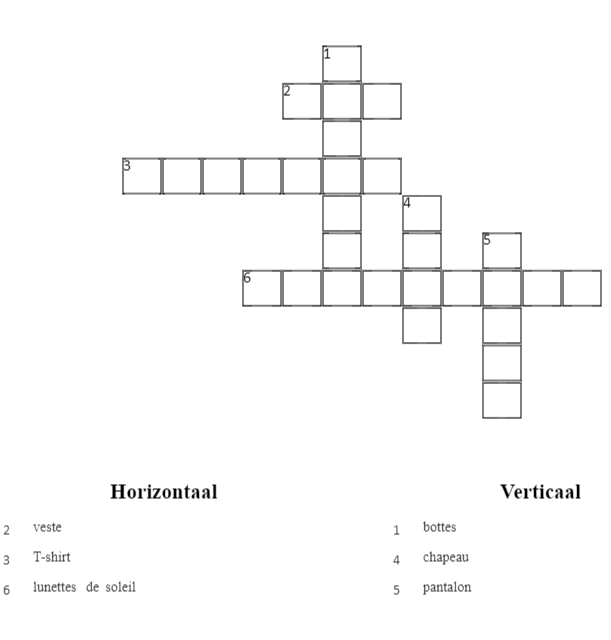 1
2
3
4
5
6
Horizontaal
2 veste
3 T-shirt
6 lunettes de soleil
Verticaal
1 bottes
4 chapeau
5 pantalon